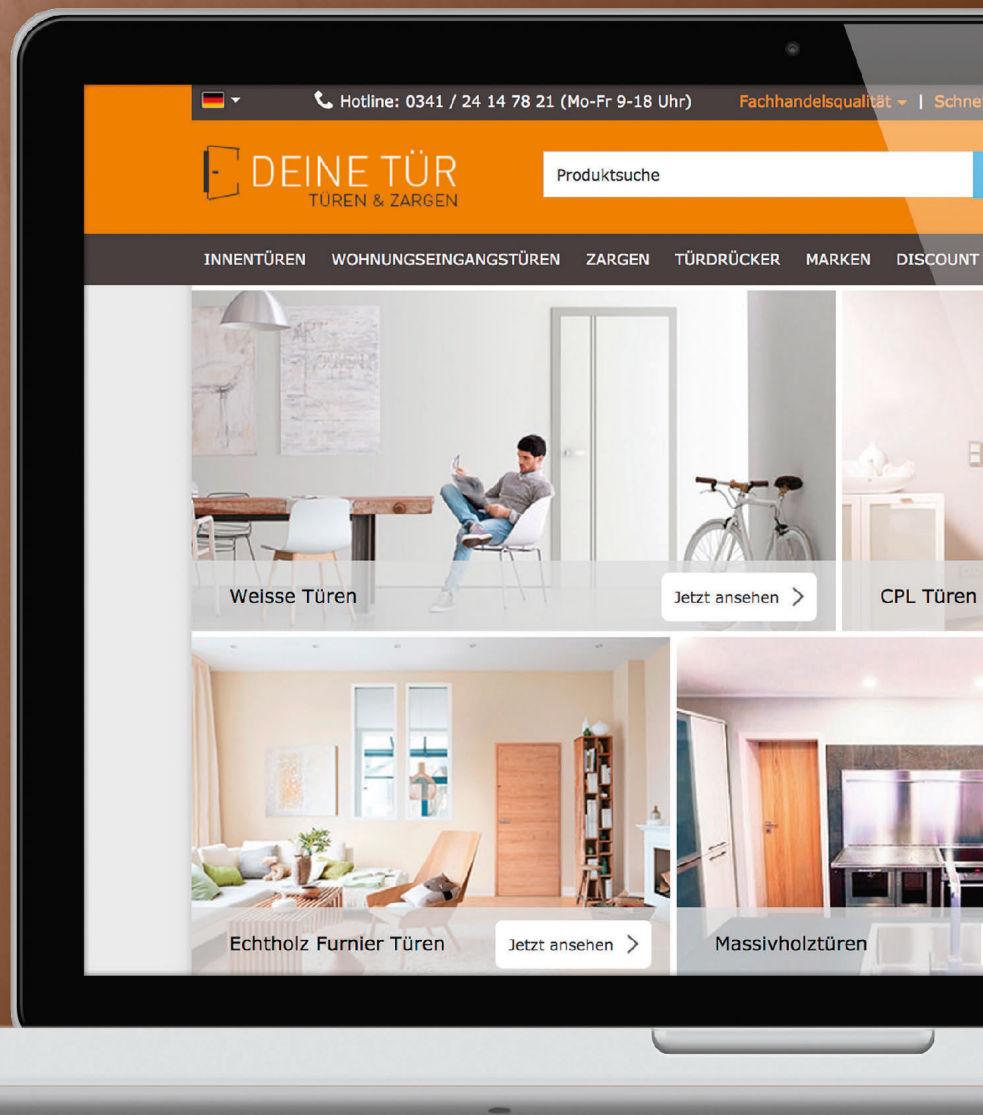 Hotline: 0341 / 24 14 78 21 (Mo-Fr 9-18 Uhr) Fachhandelsqualität |
DEINE TÜR
TÜREN & ZARGEN
Produktsuche
INNENTÜREN WOHNUNGSEINGANGSTÜREN ZARGEN TÜRDRÜCKER MARKEN DISCOUNT
Weisse Türen
Jetzt ansehen
CPL Türen
Echtholz Furnier Türen
Jetzt ansehen
Massivholztüren